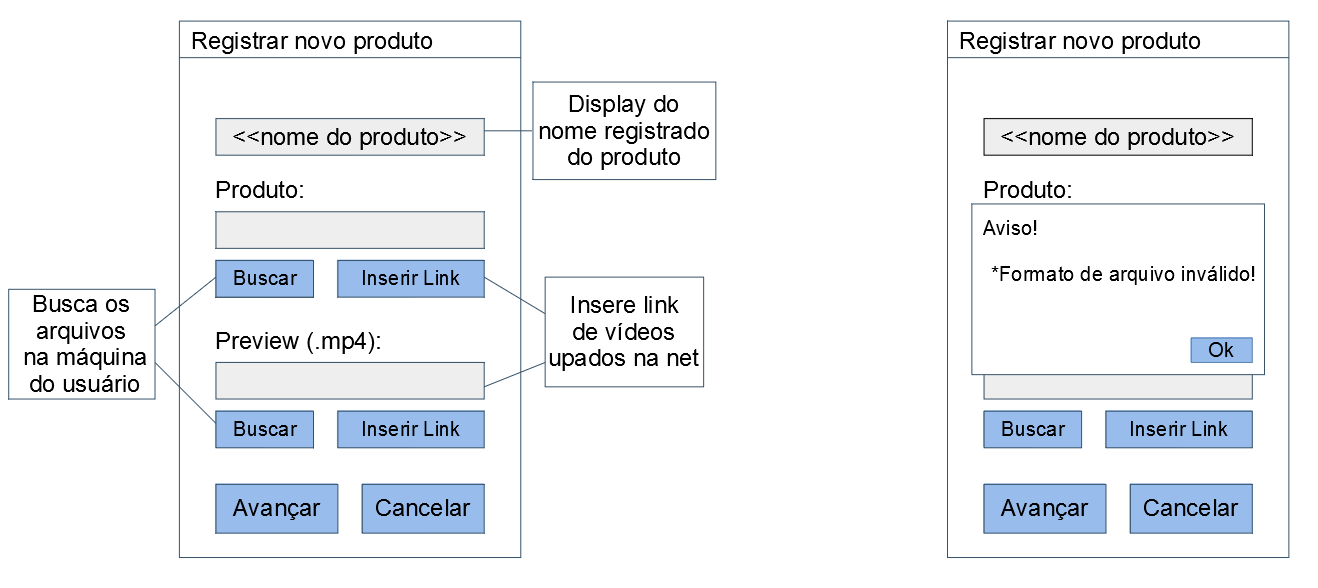 Registrar novo produto
<<nome do produto>>
Display do
nome registrado
do produto
Produto:
Buscar
Inserir Link
Busca os
arquivos
na máquina
do usuário
Insere link
de vídeos
upados na net
Preview (.mp4):
Buscar
Inserir Link
Avançar
Cancelar
Registrar novo produto
<<nome do produto>>
Produto:
Aviso!
*Formato de arquivo inválido!
Ok
Buscar
Inserir Link
Avançar
Cancelar